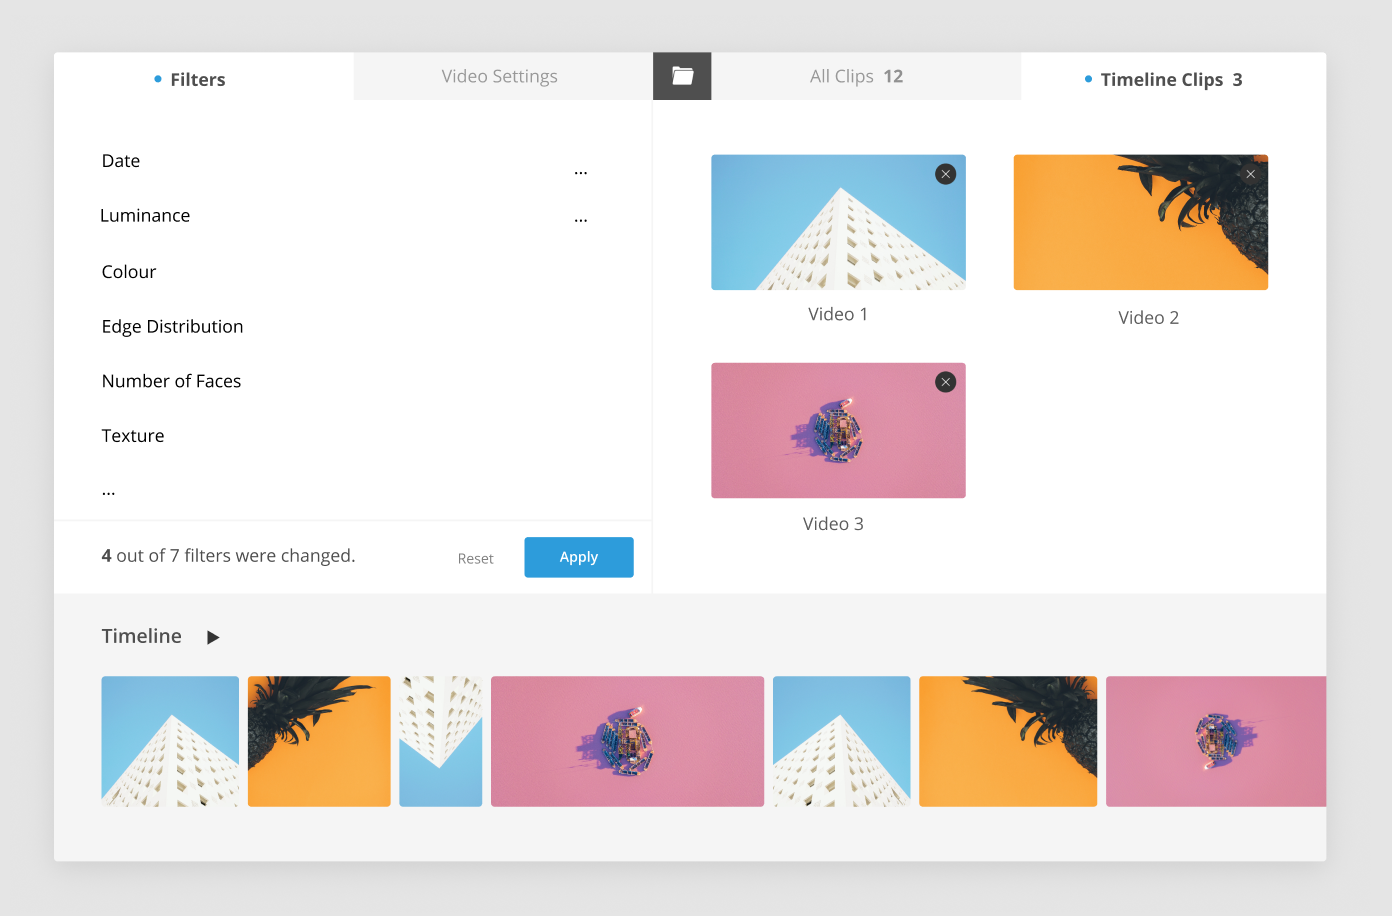 Filters
Video Settings
All Clips 12
Timeline Clips 3
Date
...
Luminance
...
Colour
Edge Distribution
Number of Faces
Texture
...
4 out of 7 filters were changed.
Reset
Apply
Video 1
Video 2
Video 3
Timeline